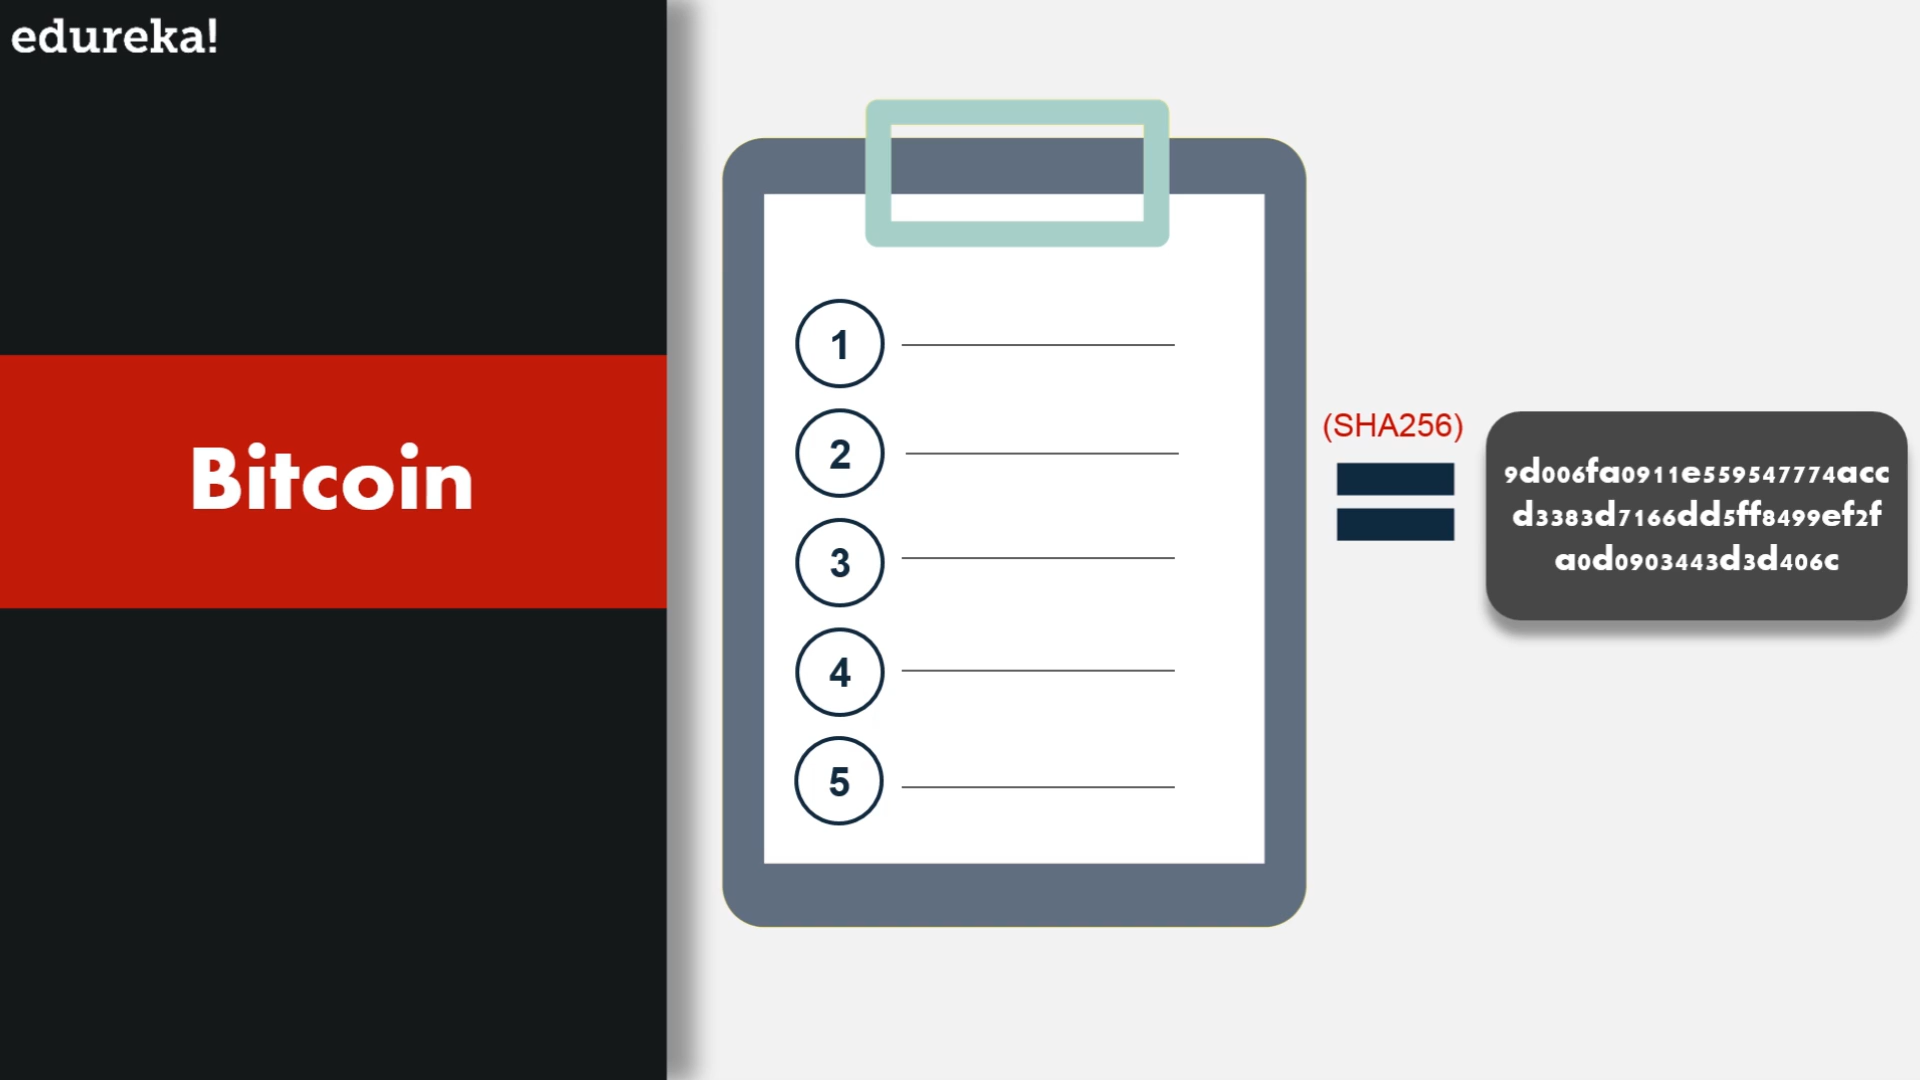 edureka!
Bitcoin
1
2
3
4
5
(SHA256)
9d006fa0911e559547774acc
d3383d7166dd5ff8499ef2f
a0d0903443d3d406c